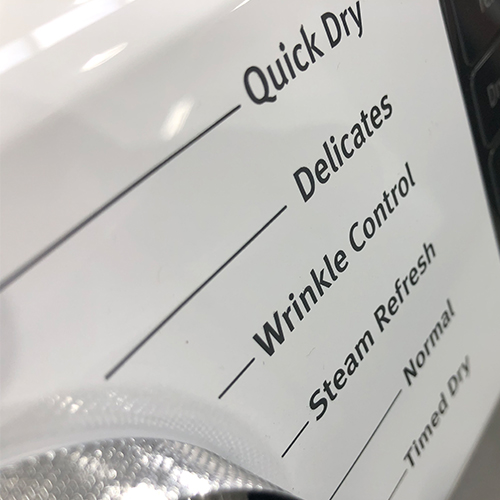 Quick Dry
Delicates
Wrinkle Control
Steam Refresh
Normal
Timed Dry